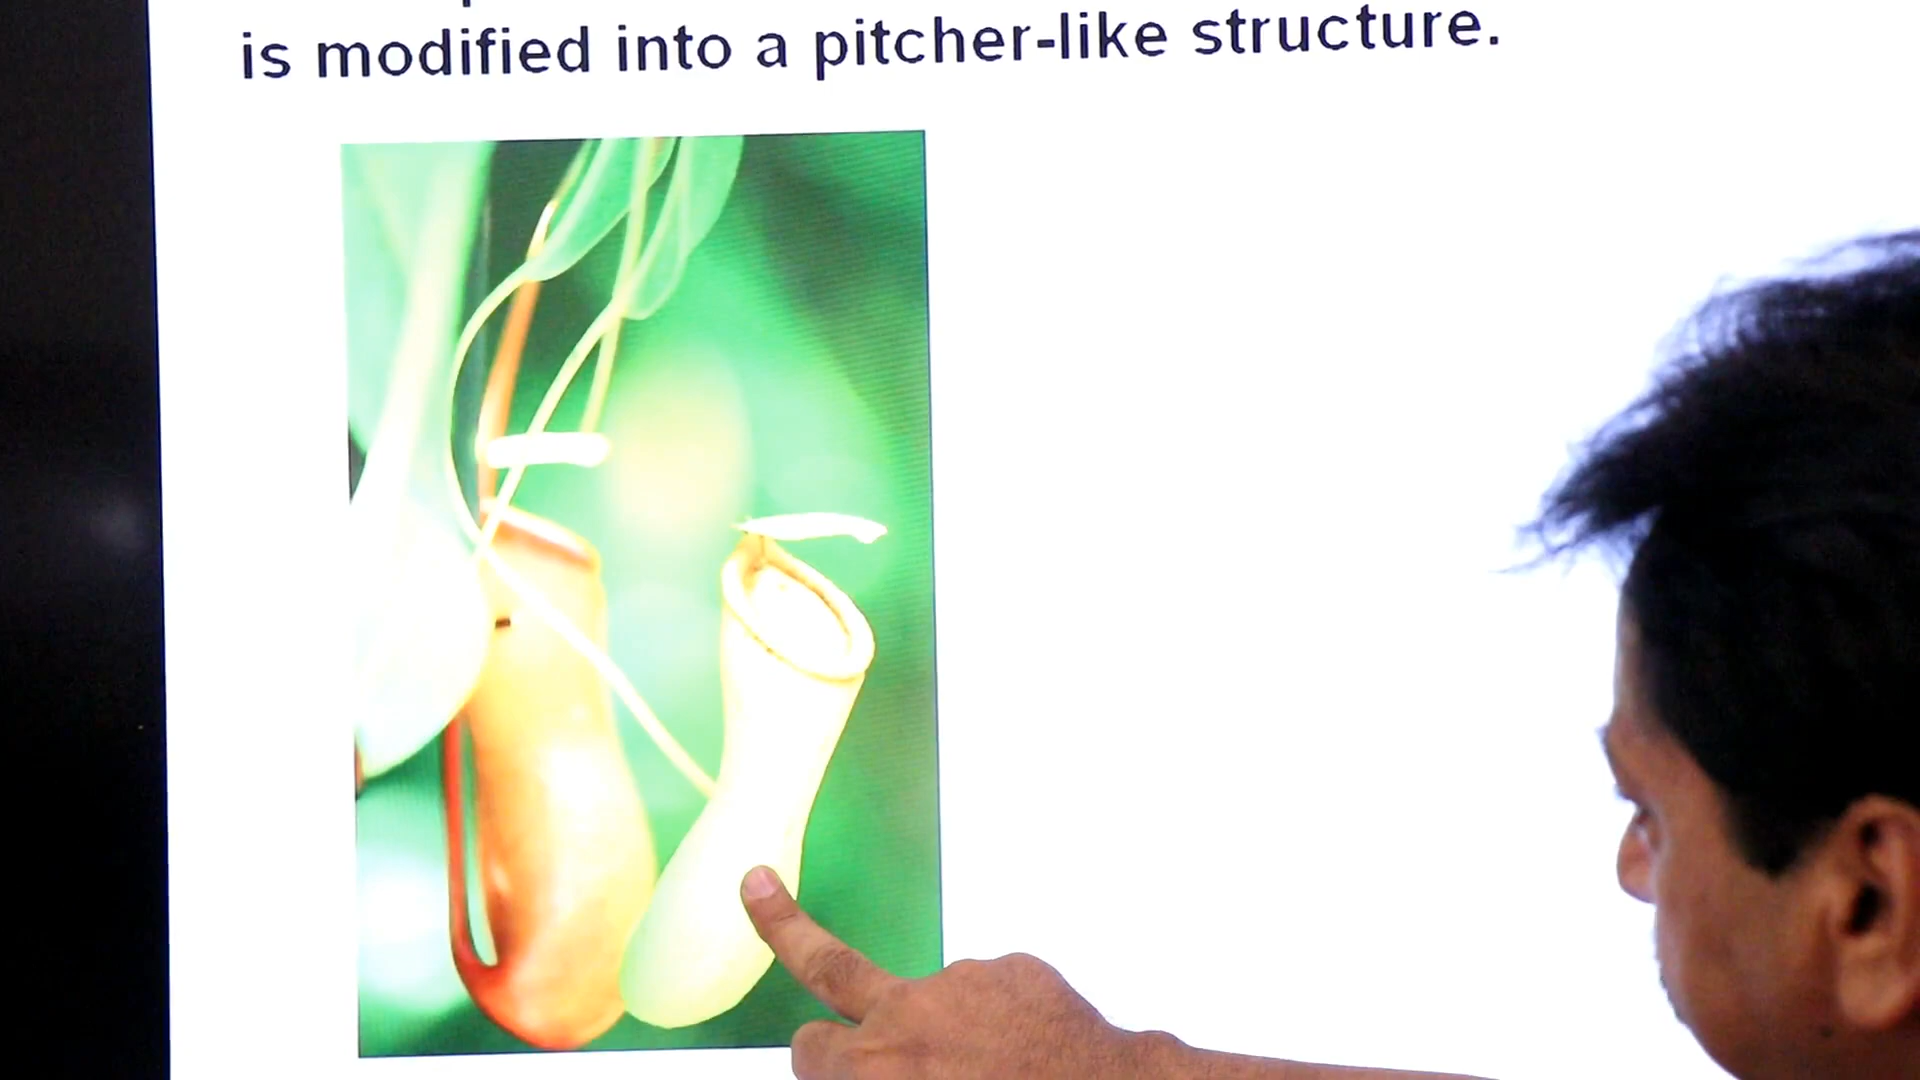 is modified into a pitcher-like structure.